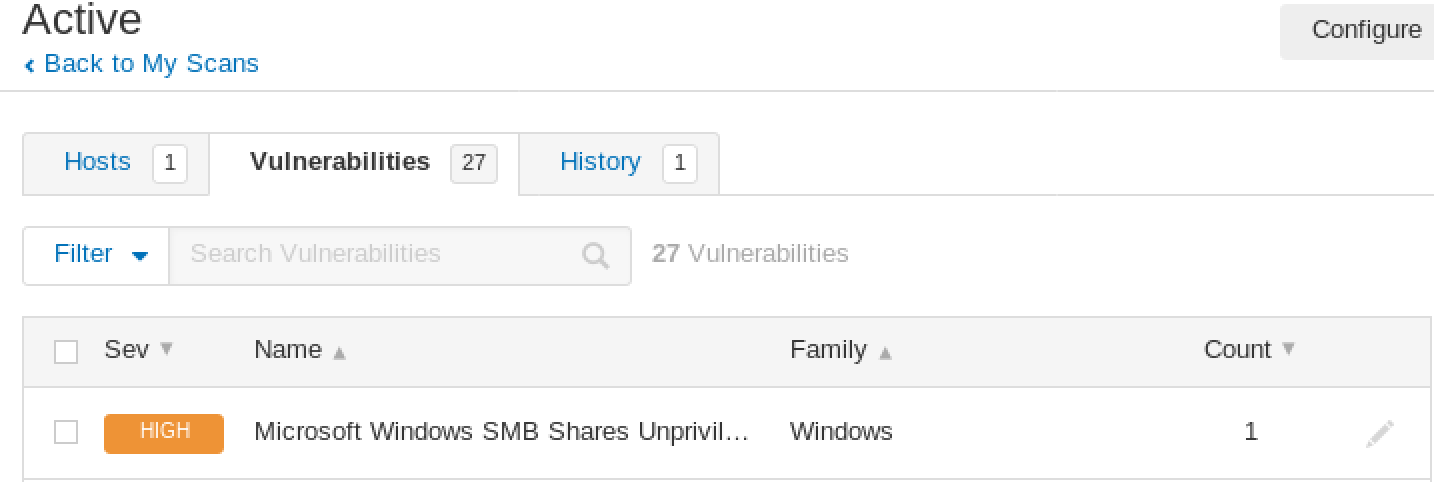 Active
Configure
‹ Back to My Scans
Hosts 1 Vulnerabilities 27 History 1
Filter Search Vulnerabilities 27 Vulnerabilities
Sev ▼ Name ▲ Family ▲ Count ▼
HIGH Microsoft Windows SMB Shares Unprivil... Windows 1